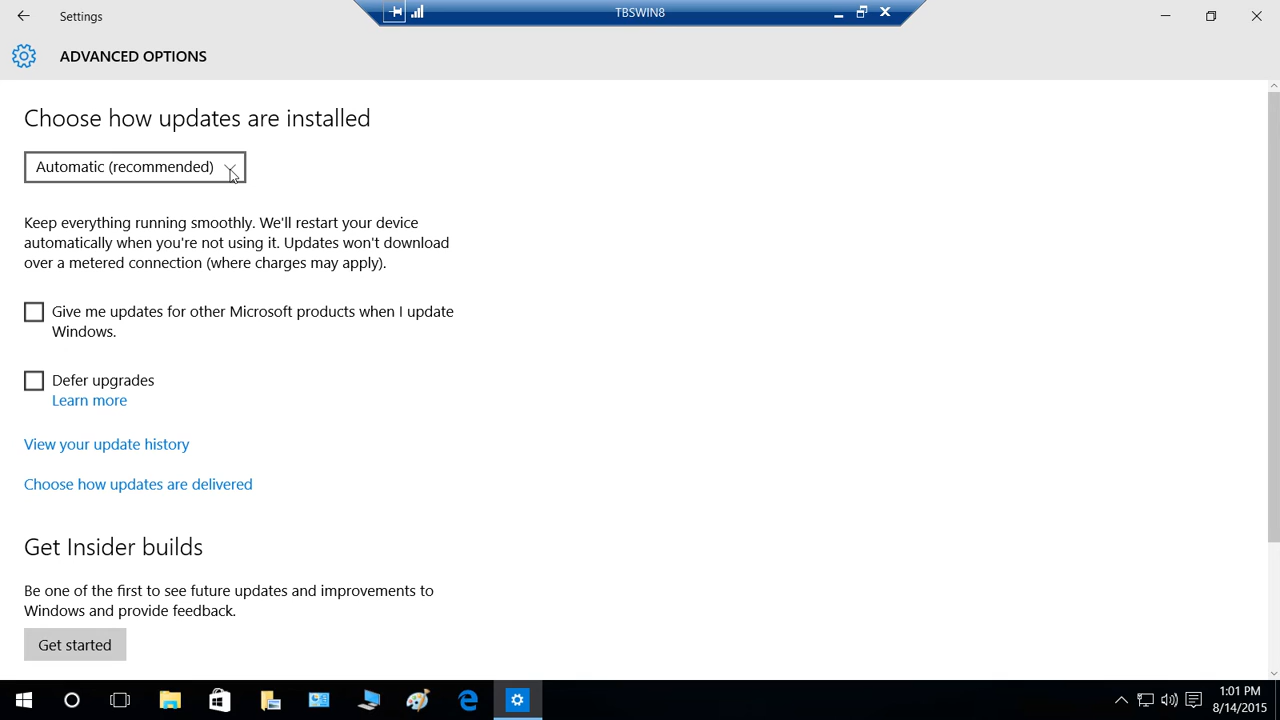 Settings
TBSWIN8
ADVANCED OPTIONS
Choose how updates are installed
Automatic (recommended)
Keep everything running smoothly. We'll restart your device
automatically when you're not using it. Updates won't download
over a metered connection (where charges may apply).
Give me updates for other Microsoft products when I update
Windows.
Defer upgrades
Learn more
View your update history
Choose how updates are delivered
Get Insider builds
Be one of the first to see future updates and improvements to
Windows and provide feedback.
Get started
1:01 PM
8/14/2015